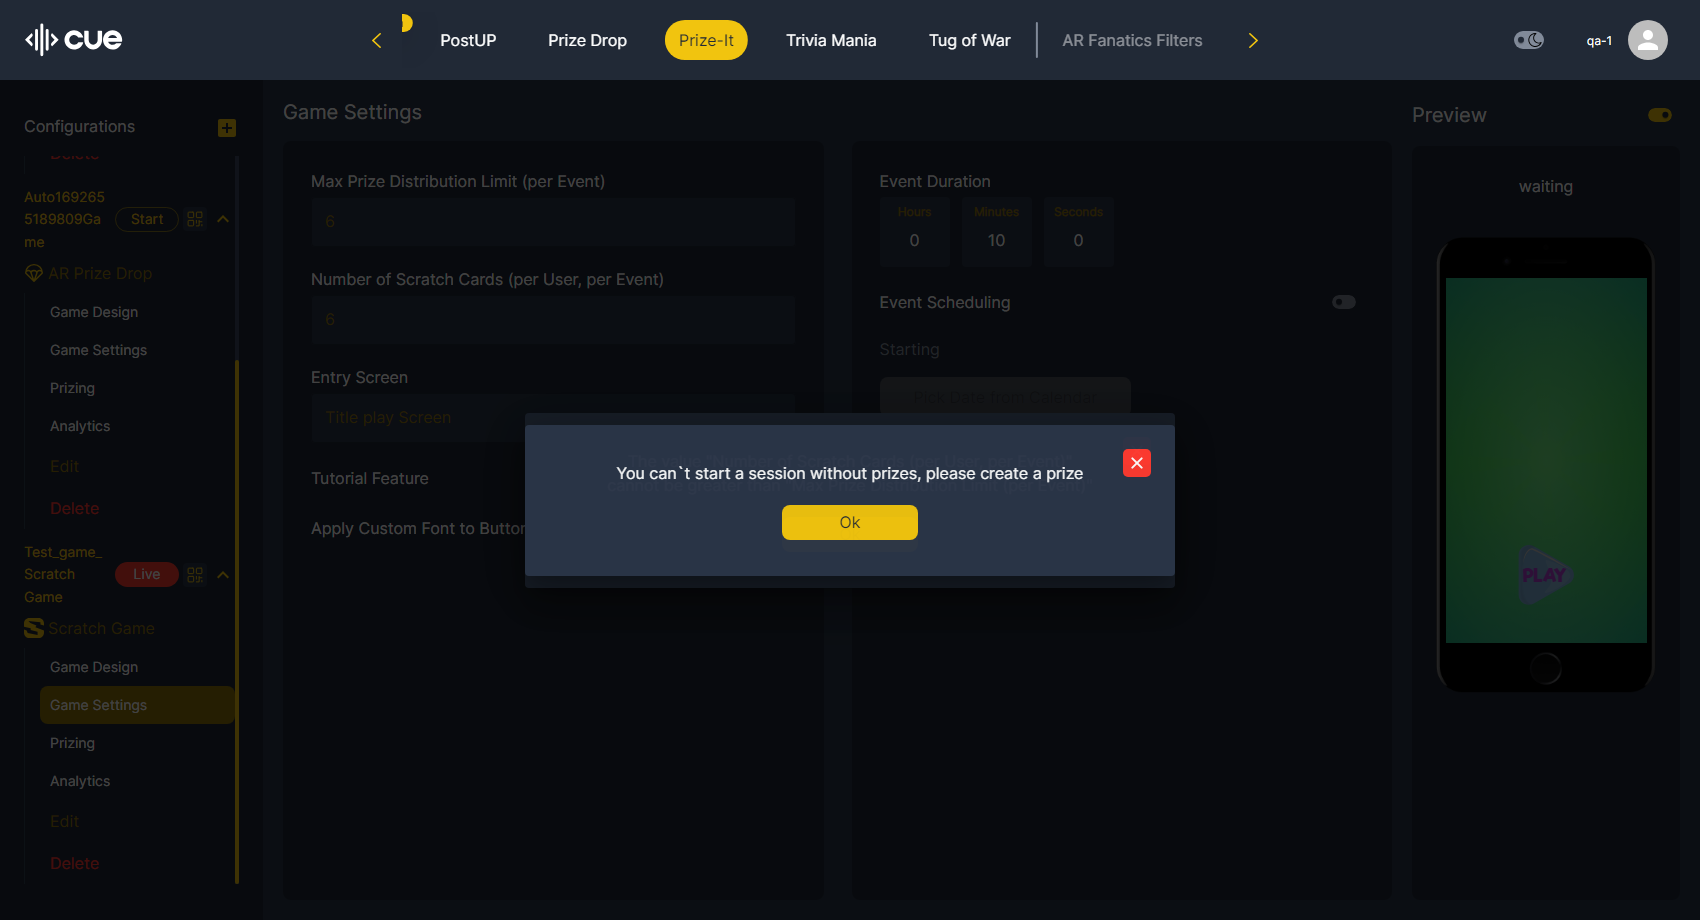 cue
PostUP
Prize Drop
Prize-It
Trivia Mania
Tug of War
AR Fanatics Filters
qa-1
Configurations
Delete
Auto169265
5189809Ga
me
Start
AR Prize Drop
Game Design
Game Settings
Prizing
Analytics
Edit
Delete
Test_game_
Scratch
Game
Live
Scratch Game
Game Design
Game Settings
Prizing
Analytics
Edit
Delete
Game Settings
Max Prize Distribution Limit (per Event)
6
Number of Scratch Cards (per User, per Event)
6
Entry Screen
Title play Screen
Tutorial Feature
Apply Custom Font to Button
Event Duration
Hours
0
Minutes
10
Seconds
0
Event Scheduling
Starting
Pick Date from Calendar
You can`t start a session without prizes, please create a prize
Ok
Preview
waiting
PLAY